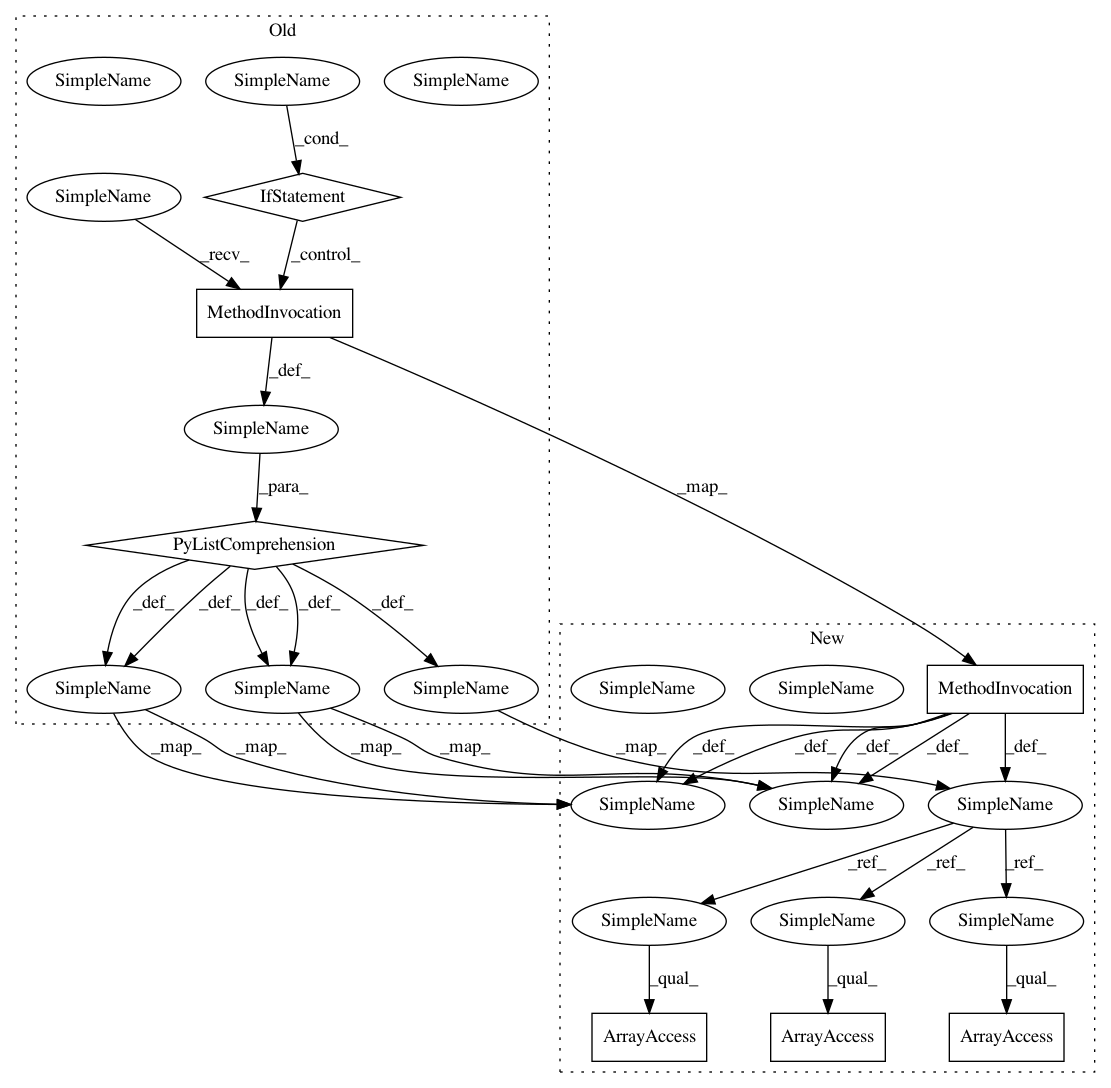 Old
SimpleName
SimpleName
SimpleName
_cond_
SimpleName
IfStatement
_recv_
_control_
MethodInvocation
_def_
SimpleName
_map_
_para_
PyListComprehension
_def_
_def_
_def_
_def_
_def_
New
SimpleName
SimpleName
SimpleName
SimpleName
SimpleName
MethodInvocation
_map_
_map_
_map_
_map_
_map_
_def_
_def_
_def_
_def_
_def_
SimpleName
SimpleName
SimpleName
_ref_
_ref_
_ref_
SimpleName
SimpleName
SimpleName
_qual_
_qual_
_qual_
ArrayAccess
ArrayAccess
ArrayAccess